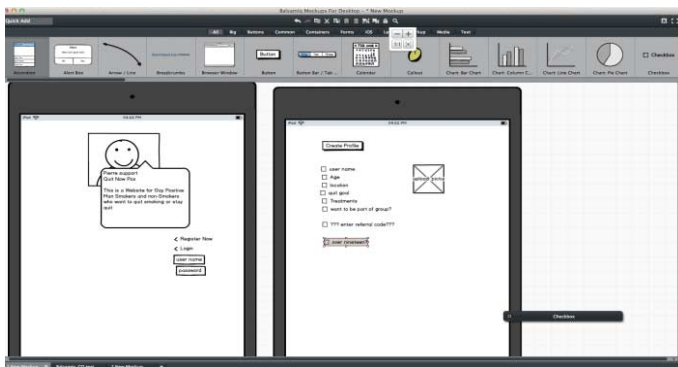 Balsamiq Mockups For Desktop - * New Mockup
Quick Add
All Big Buttons Common Containers Forms iOS Media Text
Accordion Alert Box Arrow / Line Breadcrumbs Browser Window Button Button Bar / Tab ... Calendar Callout Chart: Bar Chart Chart: Column C... Chart: Line Chart Chart: Pie Chart Checkbox
Button
Checkbox
iPad
iPad
Create Profile
Pierre support
Quit Now Pos
This is a Website for Gay Positive
Man Smokers and non-Smokers
who want to quit smoking or stay
quit
Register Now
Login
user name
password
user name
Age
location
quit goal
Treatments
want to be part of group?
??? enter referral code???
over nineteen?
Checkbox